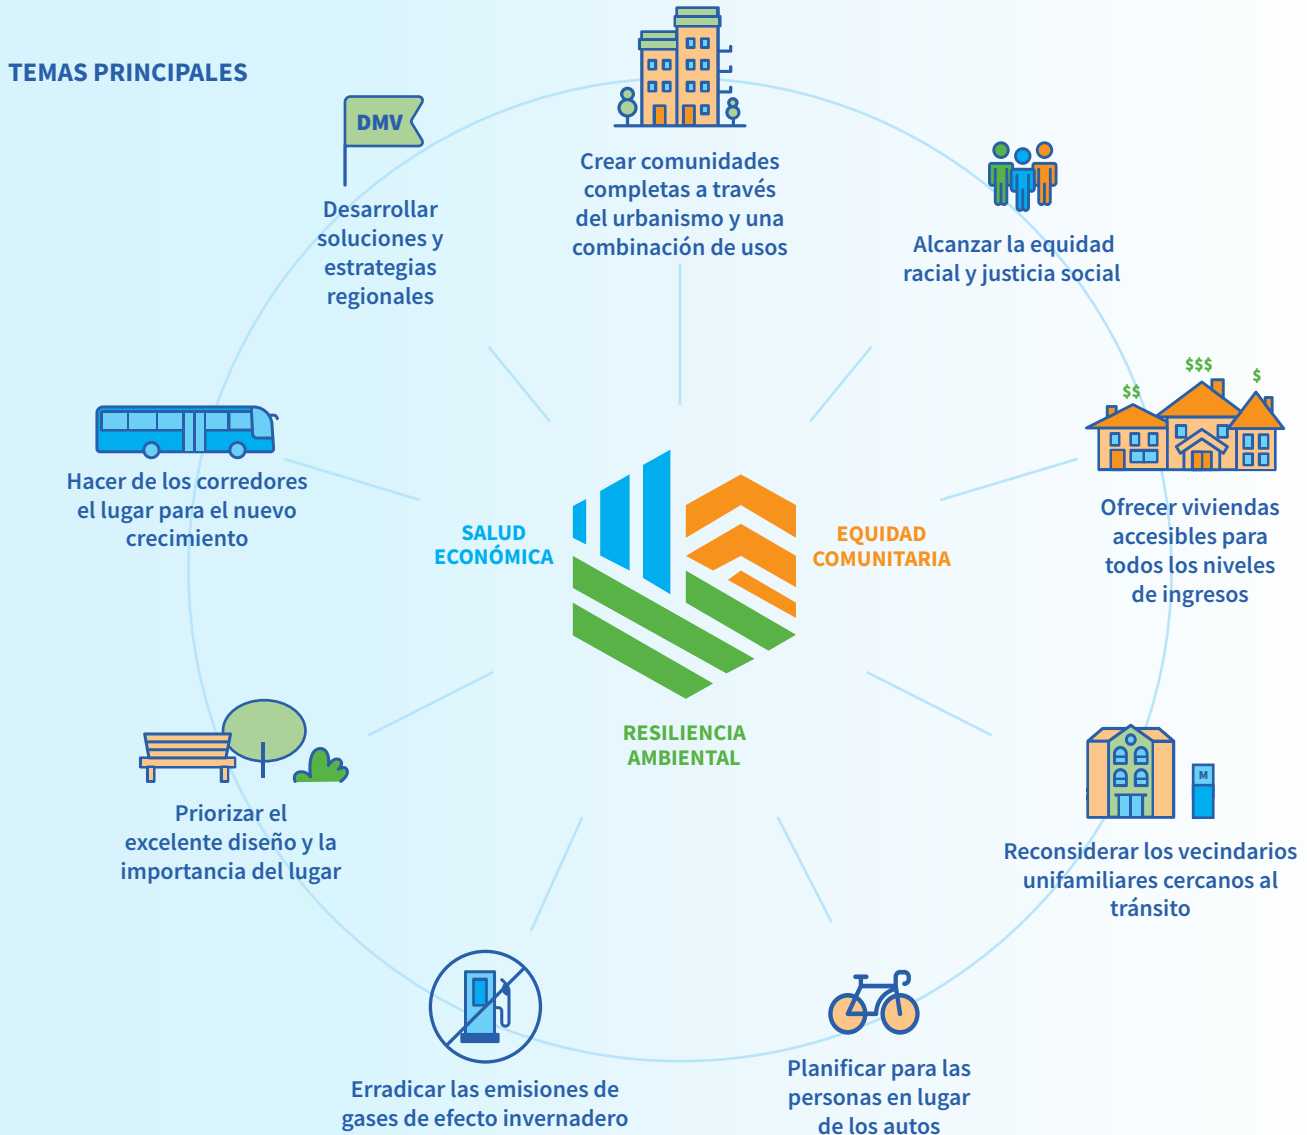 TEMAS PRINCIPALES
DMV
Desarrollar
soluciones y
estrategias
regionales
Crear comunidades
completas a través
del urbanismo y una
combinación de usos
Alcanzar la equidad
racial y justicia social
$$
$$$
$
Ofrecer viviendas
accesibles para
todos los niveles
de ingresos
Hacer de los corredores
el lugar para el nuevo
crecimiento
SALUD
ECONÓMICA
EQUIDAD
COMUNITARIA
RESILIENCIA
AMBIENTAL
M
Reconsiderar los vecindarios
unifamiliares cercanos al
tránsito
Priorizar el
excelente diseño y la
importancia del lugar
Erradicar las emisiones de
gases de efecto invernadero
Planificar para las
personas en lugar
de los autos